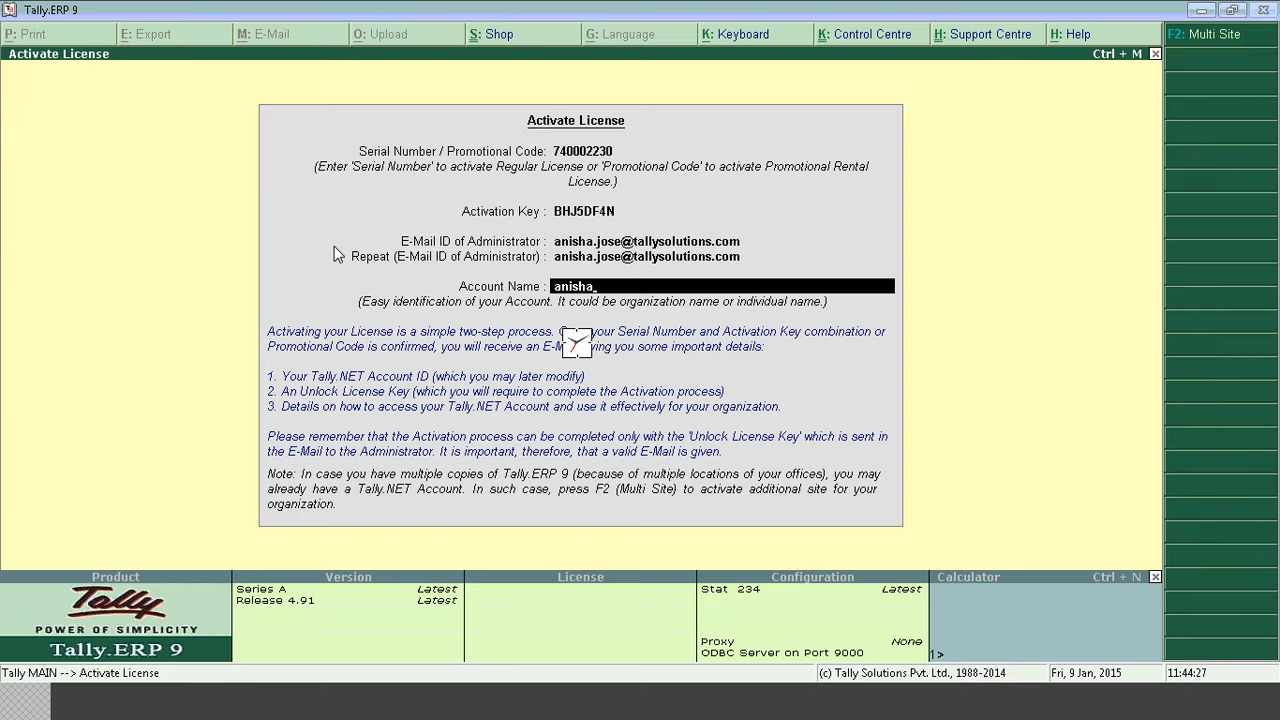 Tally.ERP 9
P: Print E: Export M: E-Mail O: Upload S: Shop G: Language K: Keyboard K: Control Centre H: Support Centre H: Help F2: Multi Site
Activate License Ctrl + M
Activate License
Serial Number / Promotional Code: 740002230
(Enter 'Serial Number' to activate Regular License or 'Promotional Code' to activate Promotional Rental
License.)
Activation Key : BHJ5DF4N
E-Mail ID of Administrator : anisha.jose@tallysolutions.com
Repeat (E-Mail ID of Administrator) : anisha.jose@tallysolutions.com
Account Name : anisha_
(Easy identification of your Account. It could be organization name or individual name.)
Activating your License is a simple two-step process. your Serial Number and Activation Key combination or
Promotional Code is confirmed, you will receive an you some important details:
1. Your Tally.NET Account ID (which you may later modify)
2. An Unlock License Key (which you will require to complete the Activation process)
3. Details on how to access your Tally.NET Account and use it effectively for your organization.
Please remember that the Activation process can be completed only with the 'Unlock License Key' which is sent in
the E-Mail to the Administrator. It is important, therefore, that a valid E-Mail is given.
Note: In case you have multiple copies of Tally.ERP 9 (because of multiple locations of your offices), you may
already have a Tally.NET Account. In such case, press F2 (Multi Site) to activate additional site for your
organization.
Product Version License Configuration Calculator Ctrl + N
Tally
POWER OF SIMPLICITY
Tally.ERP 9
Series A Latest
Release 4.91 Latest
Stat 234 Latest
Proxy None
ODBC Server on Port 9000
1>
Tally MAIN --> Activate License (c) Tally Solutions Pvt. Ltd., 1988-2014 Fri, 9 Jan, 2015 11:44:27